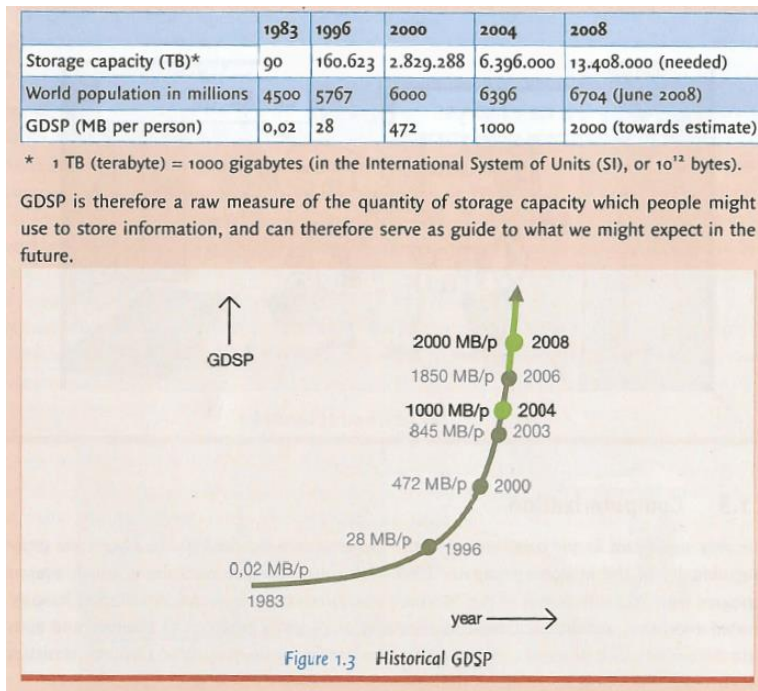 1983 1996 2000 2004 2008
Storage capacity (TB)* 90 160.623 2.829.288 6.396.000 13.408.000 (needed)
World population in millions 4500 5767 6000 6396 6704 (June 2008)
GDSP (MB per person) 0,02 28 472 1000 2000 (towards estimate)
* 1 TB (terabyte) = 1000 gigabytes (in the International System of Units (SI), or 10¹² bytes).
GDSP is therefore a raw measure of the quantity of storage capacity which people might
use to store information, and can therefore serve as guide to what we might expect in the
future.
GDSP
2000 MB/p 2008
1850 MB/p 2006
1000 MB/p 2004
845 MB/p 2003
472 MB/p 2000
28 MB/p 1996
0,02 MB/p
1983
year
Figure 1.3 Historical GDSP